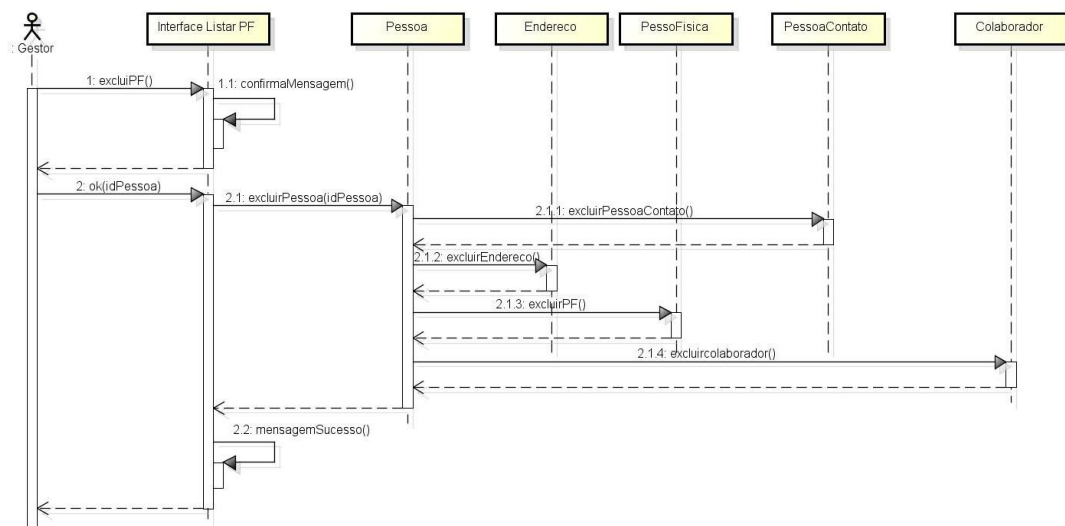 : Gestor
Interface Listar PF
Pessoa
Endereco
PessoFisica
PessoaContato
Colaborador
1: excluiPF()
1.1: confirmaMensagem()
2: ok(idPessoa)
2.1: excluirPessoa(idPessoa)
2.1.1: excluirPessoaContato()
2.1.2: excluirEndereco()
2.1.3: excluirPF()
2.1.4: excluircolaborador()
2.2: mensagemSucesso()